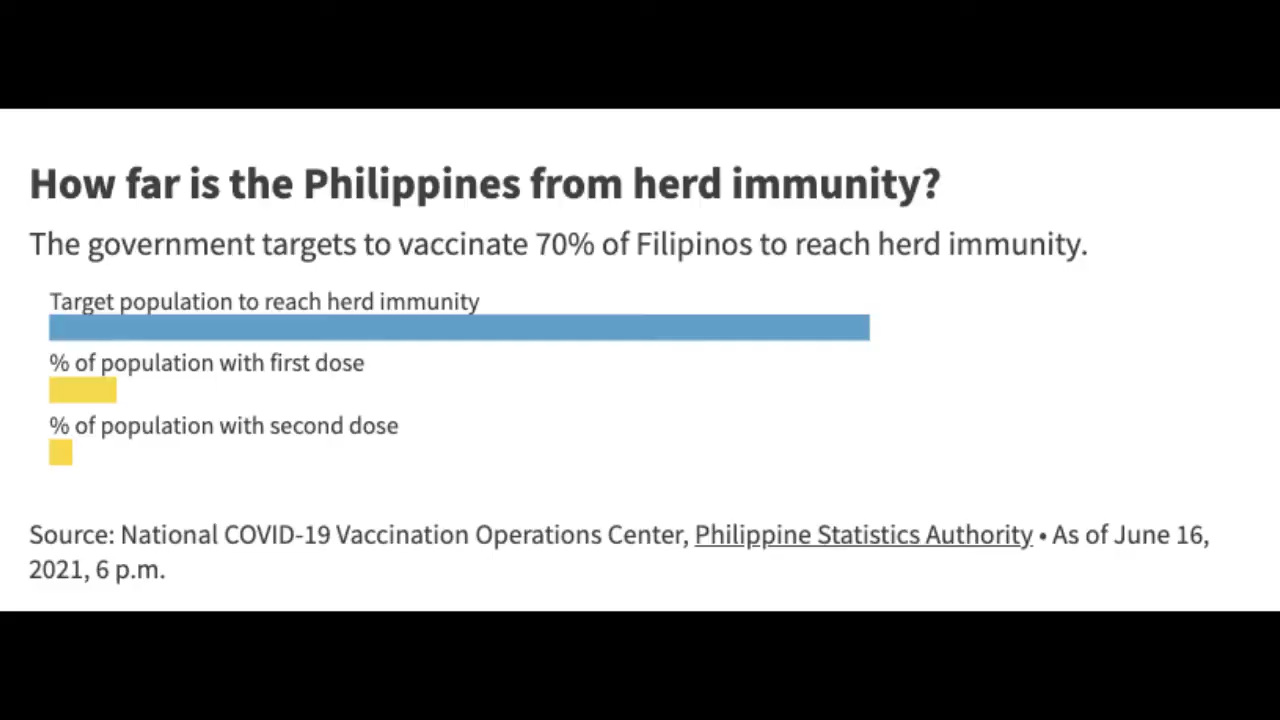 How far is the Philippines from herd immunity?
The government targets to vaccinate 70% of Filipinos to reach herd immunity.
Target population to reach herd immunity
% of population with first dose
% of population with second dose
Source: National COVID-19 Vaccination Operations Center, Philippine Statistics Authority • As of June 16,
2021, 6 p.m.